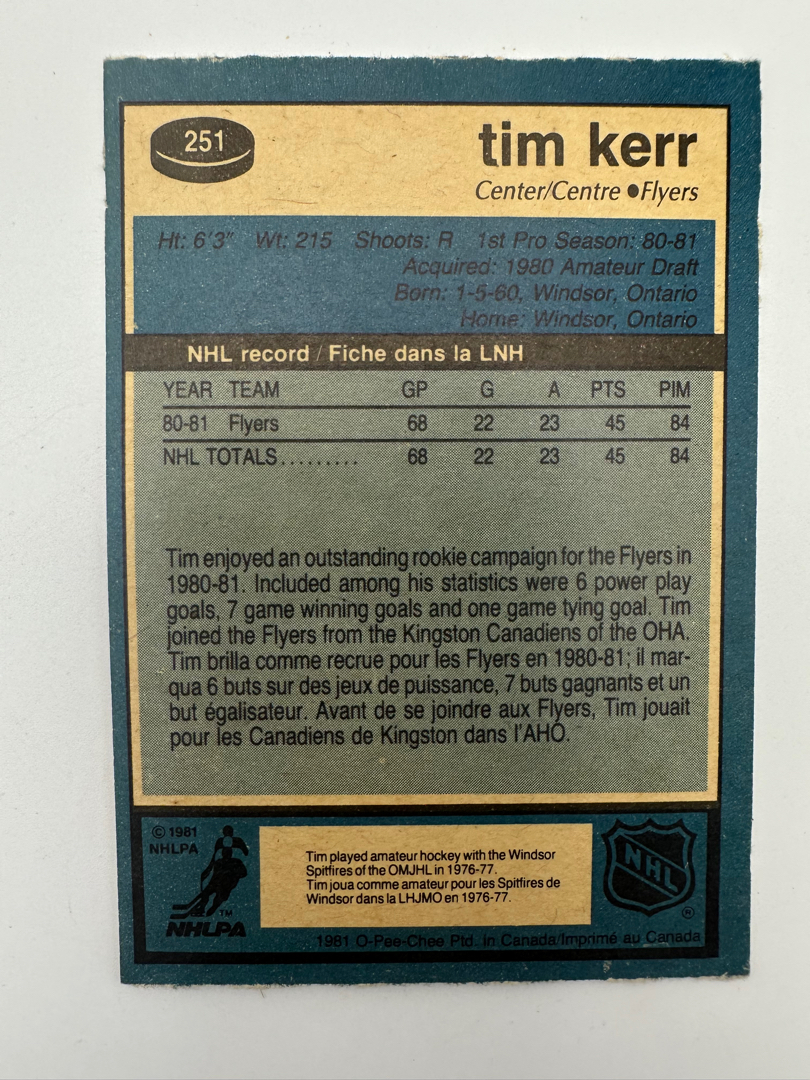 251
tim kerr
Center/Centre ●Flyers
Ht: 6'3" Wt: 215 Shoots: R 1st Pro Season: 80-81
Acquired: 1980 Amateur Draft
Born: 1-5-60, Windsor, Ontario
Home: Windsor, Ontario
NHL record / Fiche dans la LNH
YEAR TEAM GP G A PTS PIM
80-81 Flyers 68 22 23 45 84
NHL TOTALS......... 68 22 23 45 84
Tim enjoyed an outstanding rookie campaign for the Flyers in
1980-81. Included among his statistics were 6 power play
goals, 7 game winning goals and one game tying goal. Tim
joined the Flyers from the Kingston Canadiens of the OHA.
Tim brilla comme recrue pour les Flyers en 1980-81; il mar-
qua 6 buts sur des jeux de puissance, 7 buts gagnants et un
but égalisateur. Avant de se joindre aux Flyers, Tim jouait
pour les Canadiens de Kingston dans l'AHO.
© 1981
NHLPA
TM
NHLPA
Tim played amateur hockey with the Windsor
Spitfires of the OMJHL in 1976-77.
Tim joua comme amateur pour les Spitfires de
Windsor dans la LHJMO en 1976-77.
NHL
®
1981 O-Pee-Chee Ptd. in Canada/Imprimé au Canada